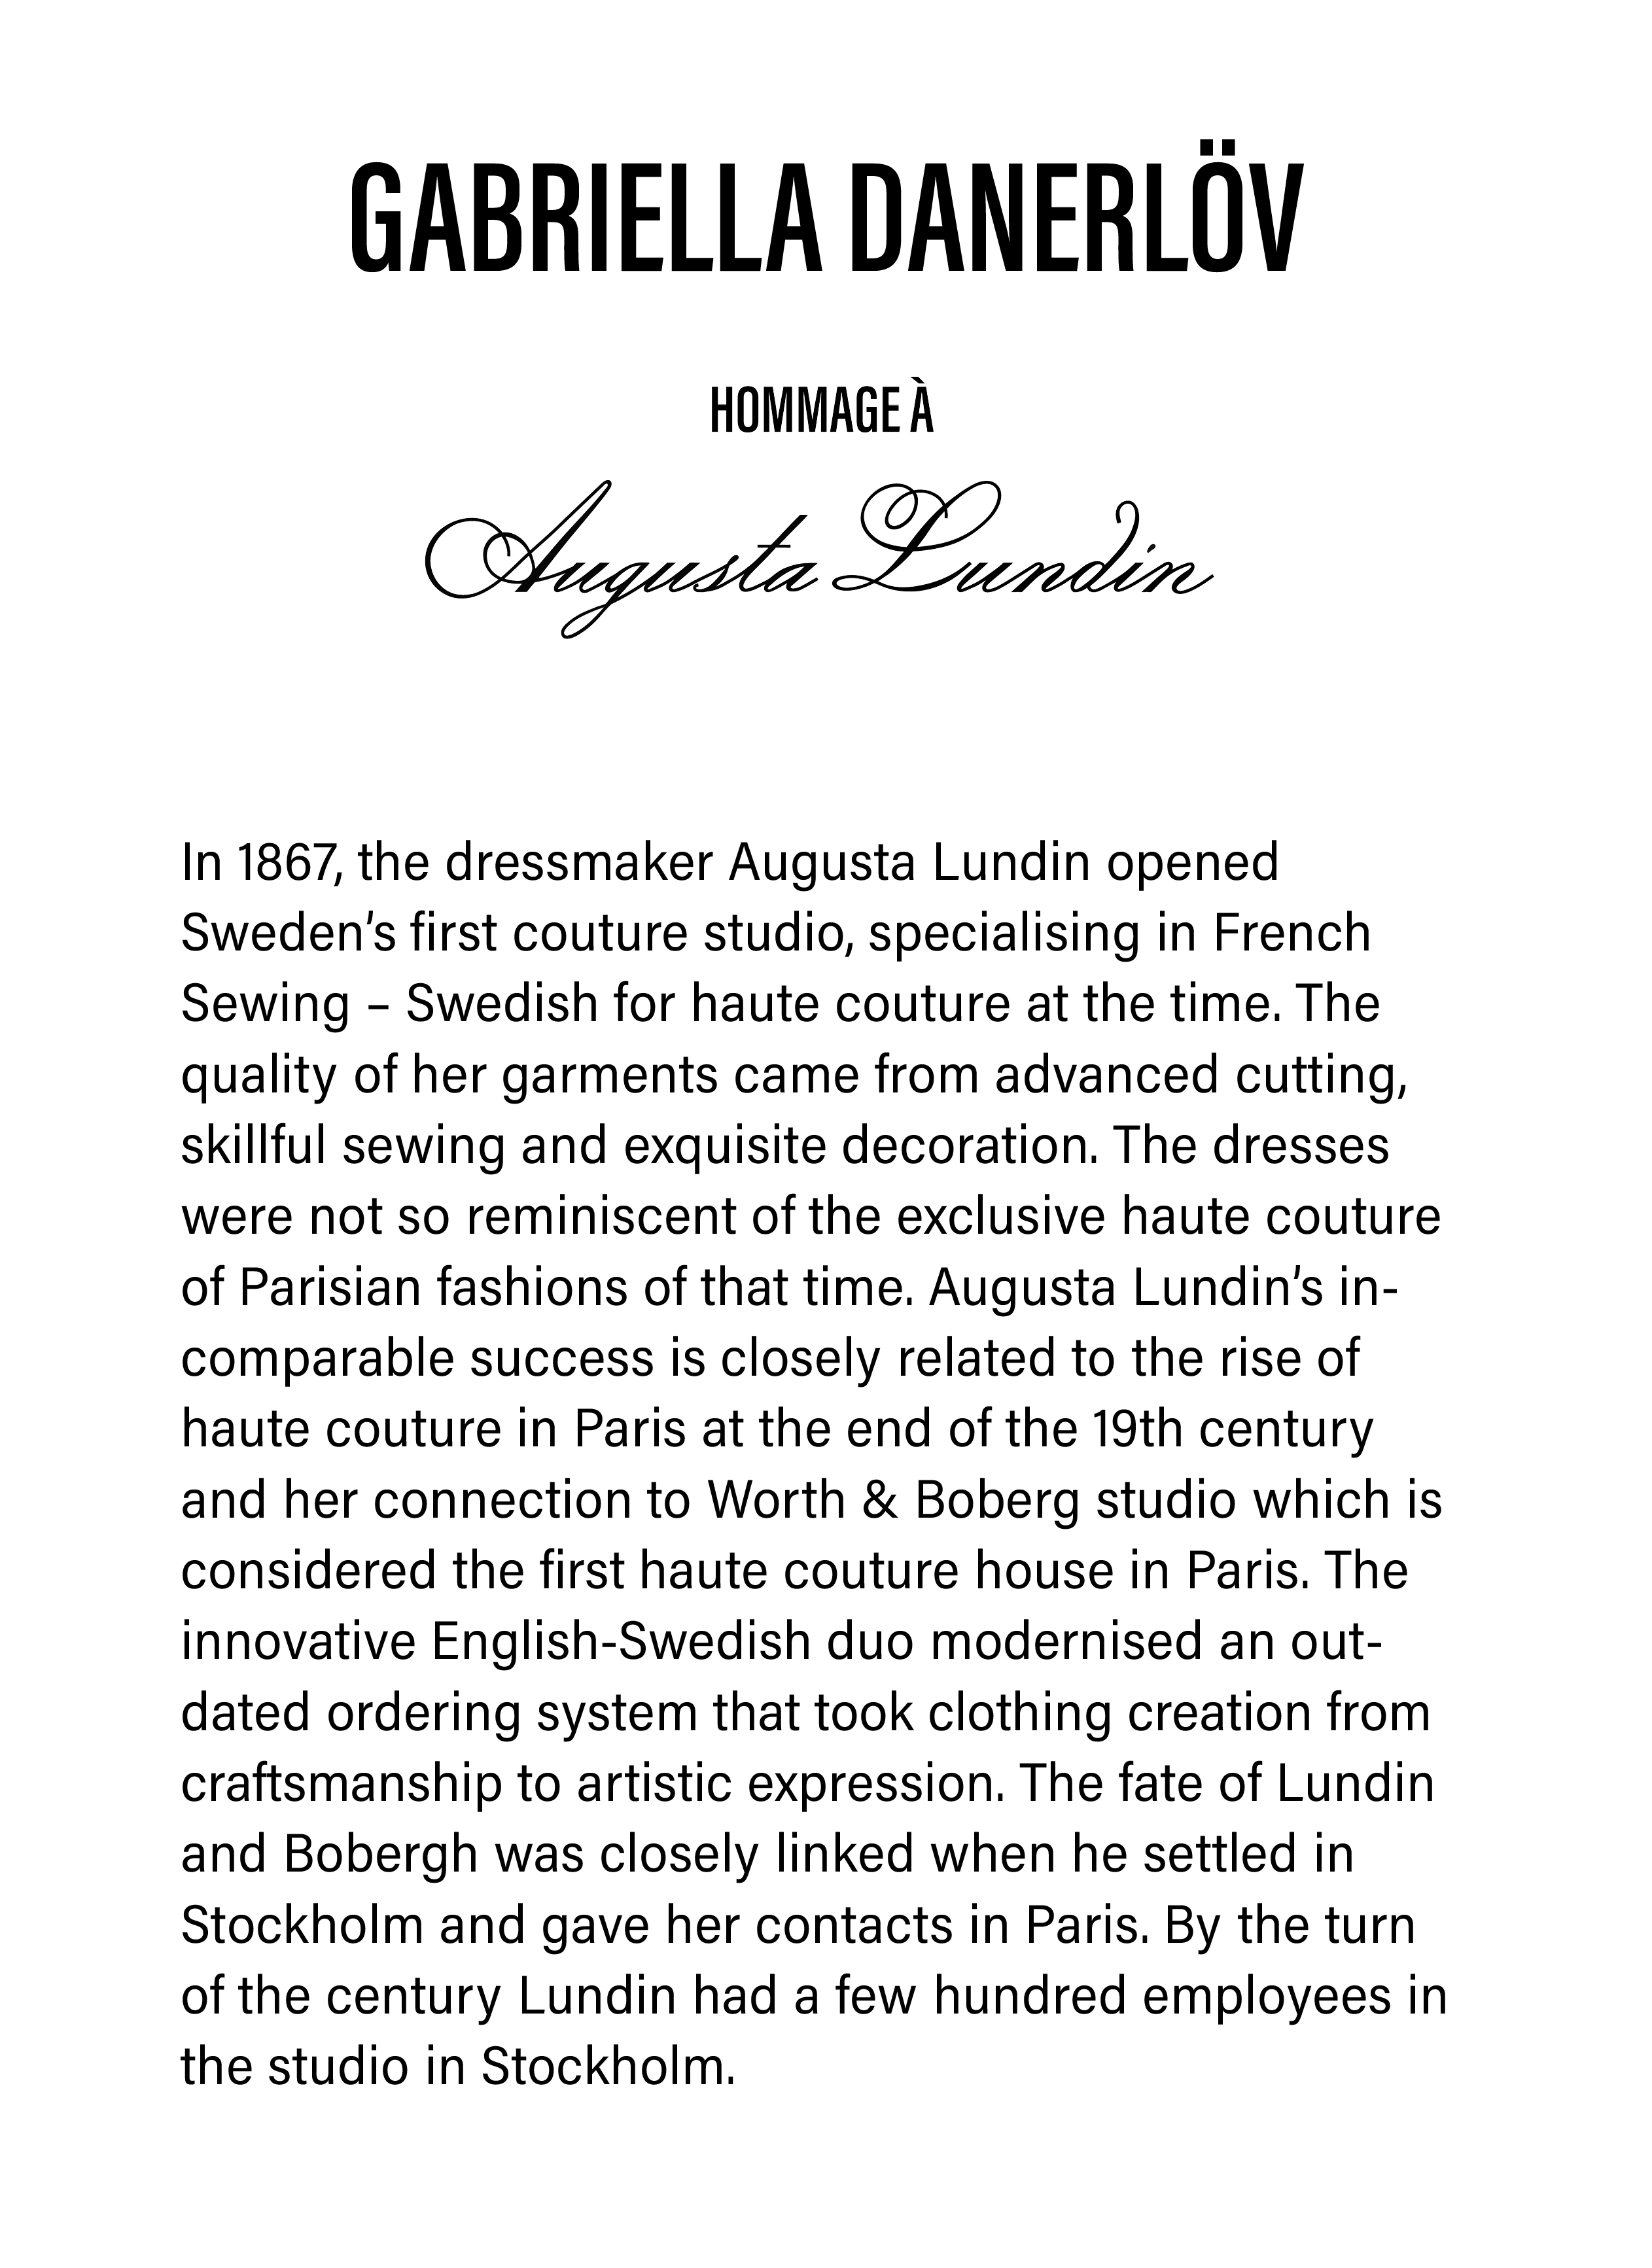 GABRIELLA DANERLÖV
HOMMAGE À
Augusta Lundin
In 1867, the dressmaker Augusta Lundin opened
Sweden’s first couture studio, specialising in French
Sewing – Swedish for haute couture at the time. The
quality of her garments came from advanced cutting,
skillful sewing and exquisite decoration. The dresses
were not so reminiscent of the exclusive haute couture
of Parisian fashions of that time. Augusta Lundin’s in-
comparable success is closely related to the rise of
haute couture in Paris at the end of the 19th century
and her connection to Worth & Boberg studio which is
considered the first haute couture house in Paris. The
innovative English-Swedish duo modernised an out-
dated ordering system that took clothing creation from
craftsmanship to artistic expression. The fate of Lundin
and Bobergh was closely linked when he settled in
Stockholm and gave her contacts in Paris. By the turn
of the century Lundin had a few hundred employees in
the studio in Stockholm.